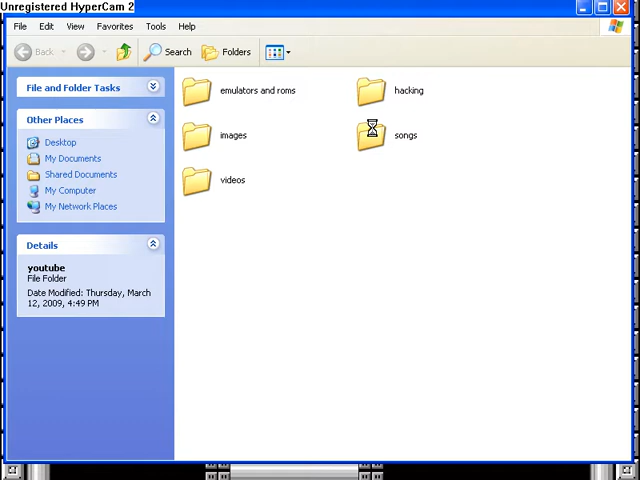 Unregistered HyperCam 2
File Edit View Favorites Tools Help
Back Search Folders
File and Folder Tasks
Other Places
Desktop
My Documents
Shared Documents
My Computer
My Network Places
Details
youtube
File Folder
Date Modified: Thursday, March
12, 2009, 4:49 PM
emulators and roms hacking
images songs
videos